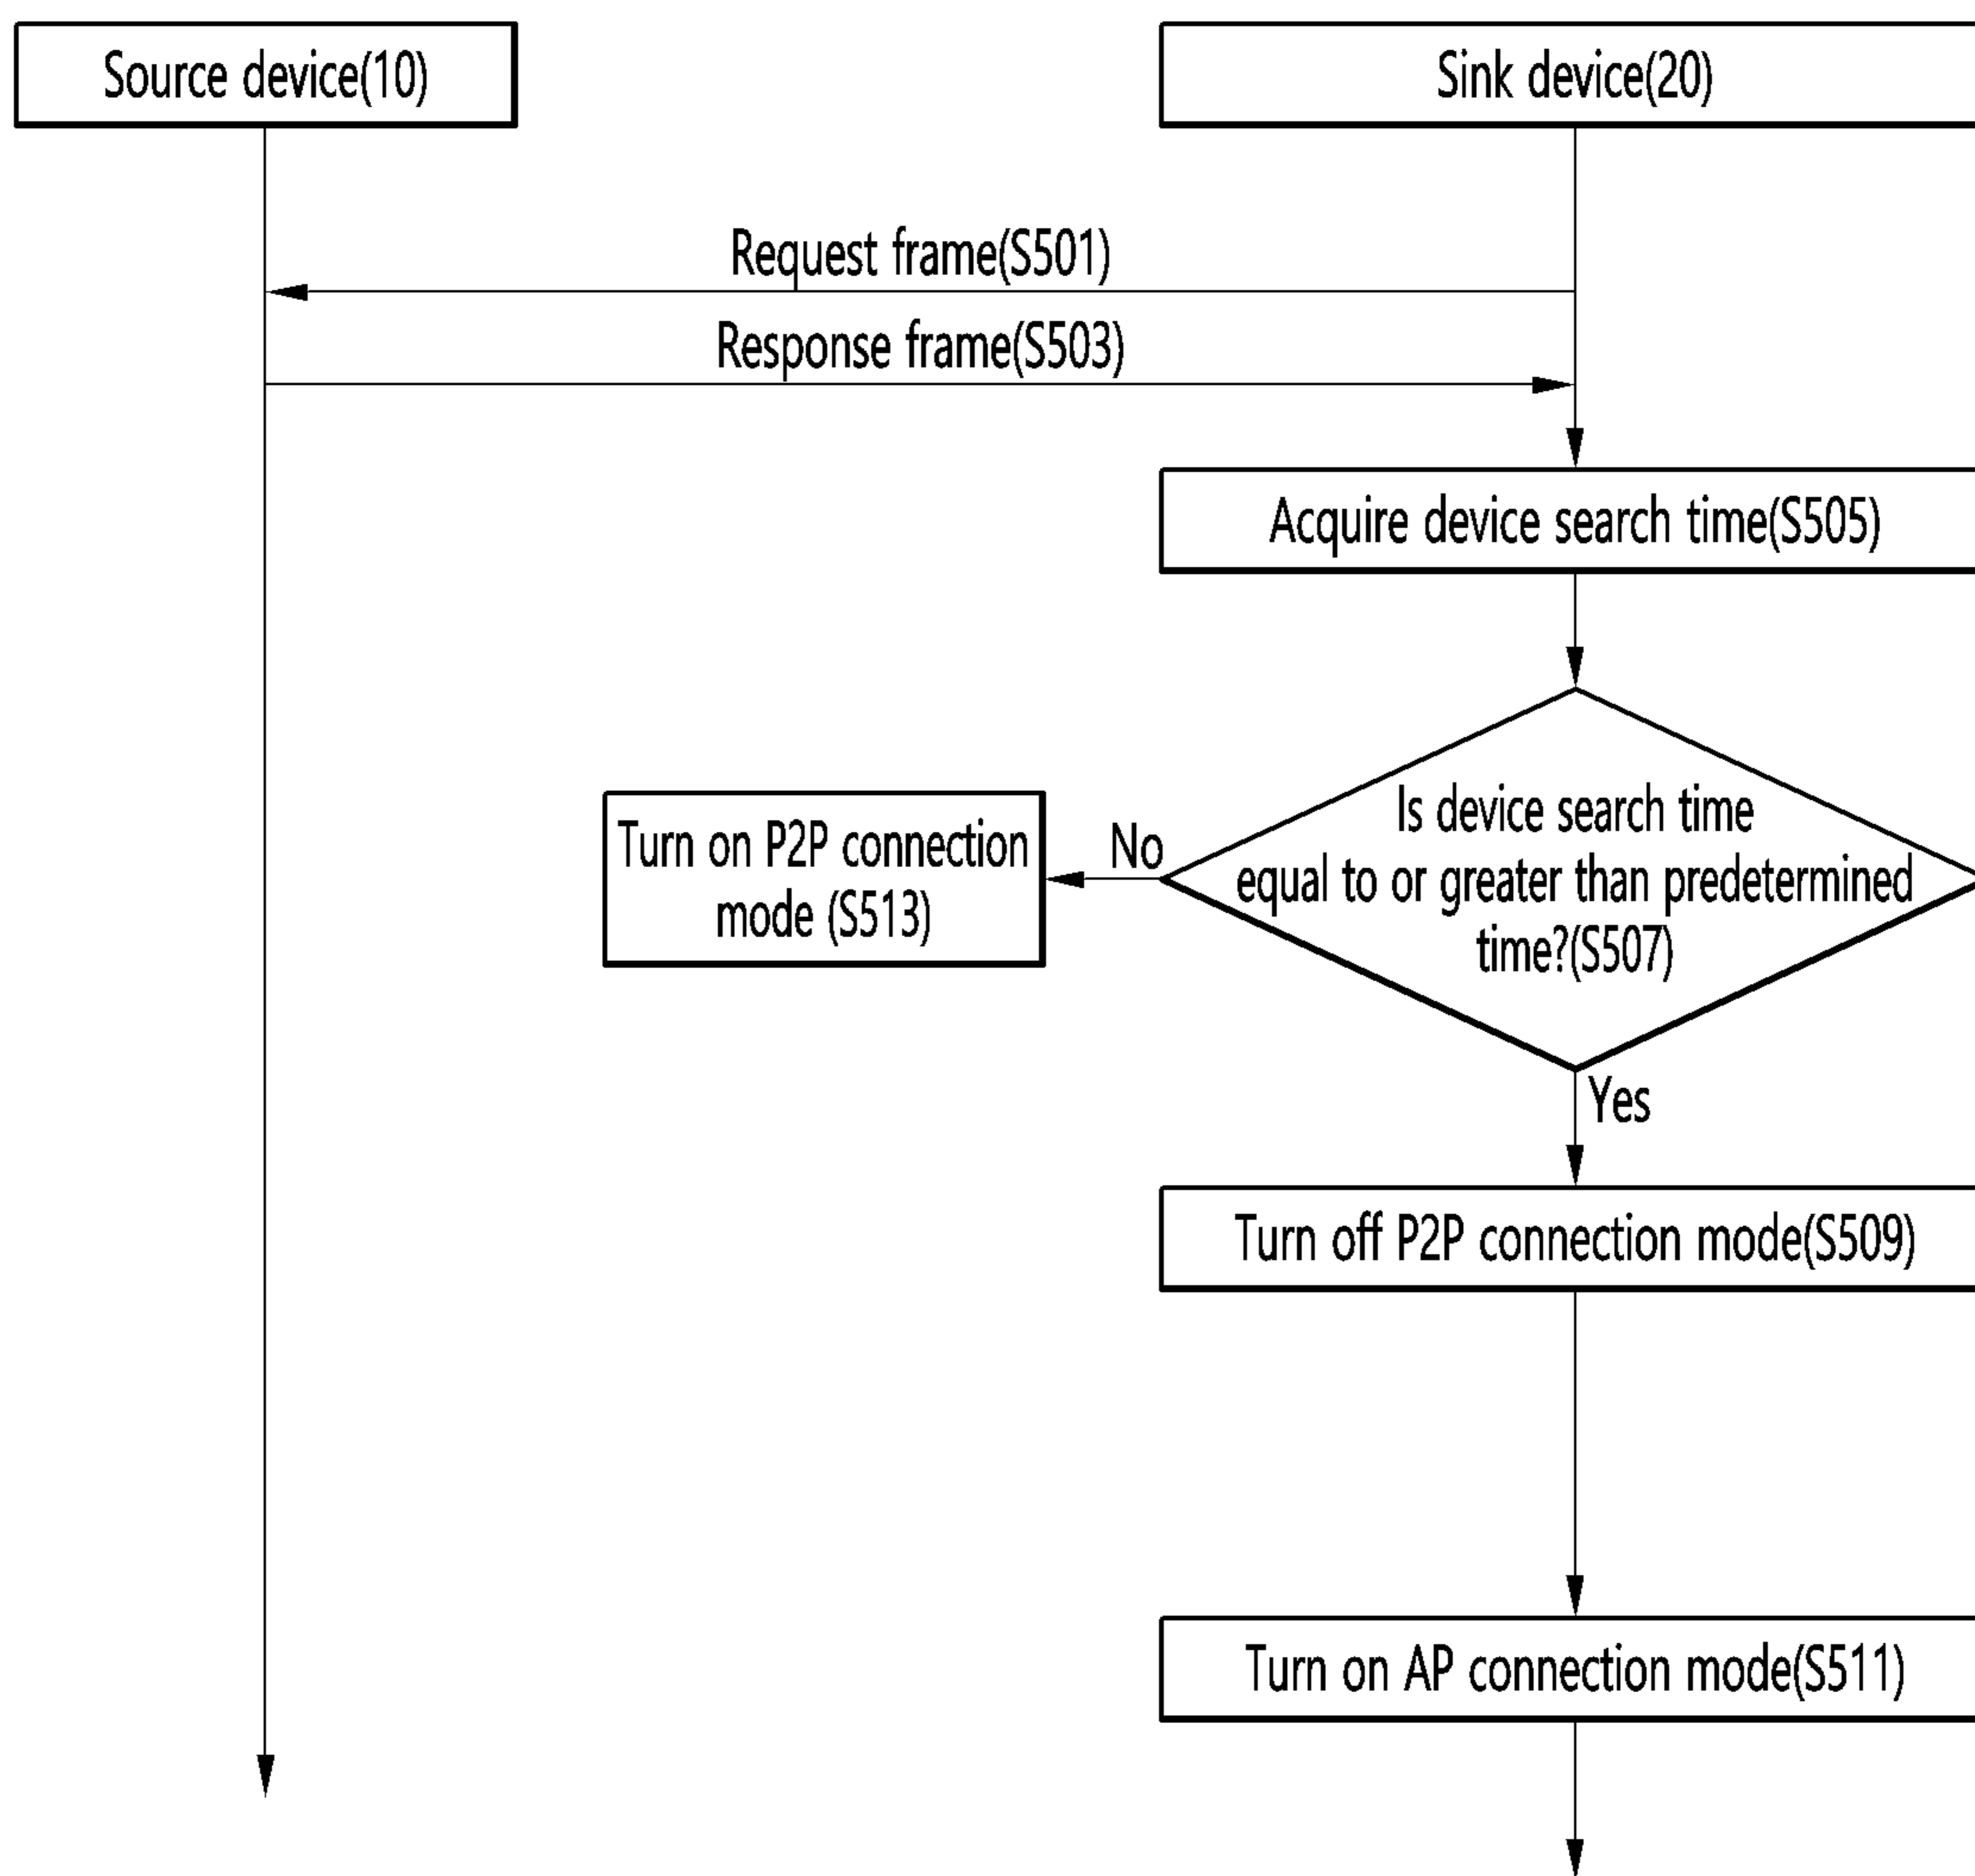 Source device(10)
Sink device(20)
Request frame(S501)
Response frame(S503)
Acquire device search time(S505)
Is device search time
equal to or greater than predetermined
time?(S507)
No
Turn on P2P connection
mode (S513)
Yes
Turn off P2P connection mode(S509)
Turn on AP connection mode(S511)